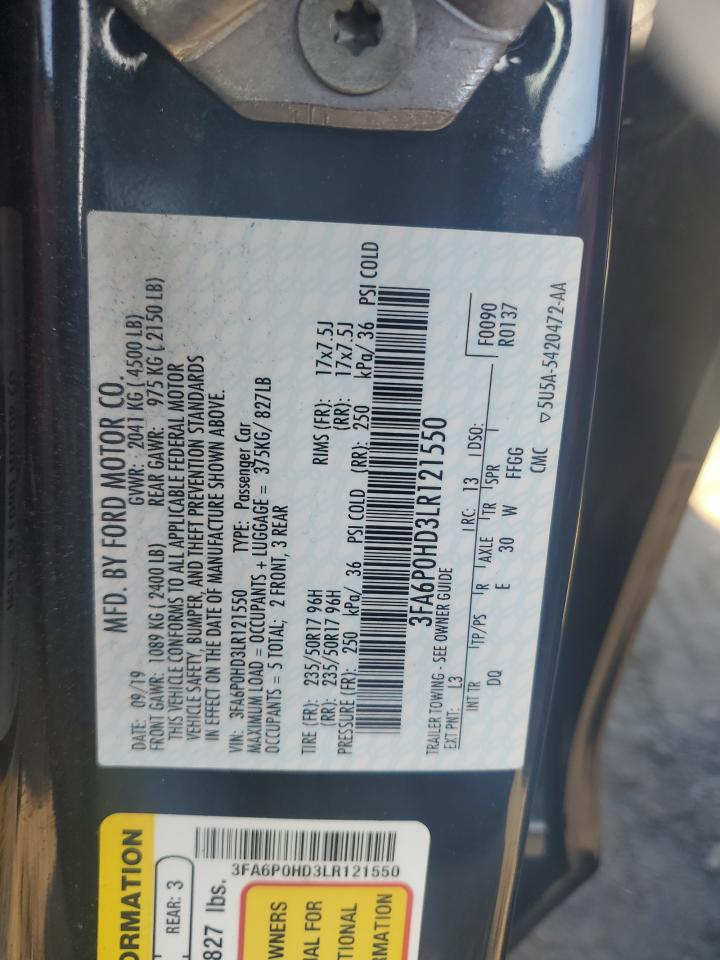 MFD. BY FORD MOTOR CO.
DATE: 09/19 GVWR: 2041 KG ( 4500 LB)
FRONT GAWR: 1089 KG ( 2400 LB) REAR GAWR: 975 KG ( 2150 LB)
THIS VEHICLE CONFORMS TO ALL APPLICABLE FEDERAL MOTOR
VEHICLE SAFETY, BUMPER, AND THEFT PREVENTION STANDARDS
IN EFFECT ON THE DATE OF MANUFACTURE SHOWN ABOVE.
VIN: 3FA6P0HD3LR121550 TYPE: Passenger Car
MAXIMUM LOAD = OCCUPANTS + LUGGAGE = 375KG/ 827LB
OCCUPANTS = 5 TOTAL; 2 FRONT, 3 REAR
TIRE (FR): 235/50R17 96H RIMS (FR): 17x7.5J
(RR): 235/50R17 96H (RR): 17x7.5J
PRESSURE (FR): 250 kPa/ 36 PSI COLD (RR): 250 kPa/ 36 PSI COLD
3FA6P0HD3LR121550
TRAILER TOWING - SEE OWNER GUIDE
EXT PNT: L3 RC: 13 DSO: F0090
R0137
INT TR TP/PS R AXLE TR SPR
DQ E 30 W FFGG
CMC ▽5U5A-5420472-AA
ORMATION
REAR: 3
827 lbs.
3FA6P0HD3LR121550
OWNERS
AL FOR
TIONAL
RMATION